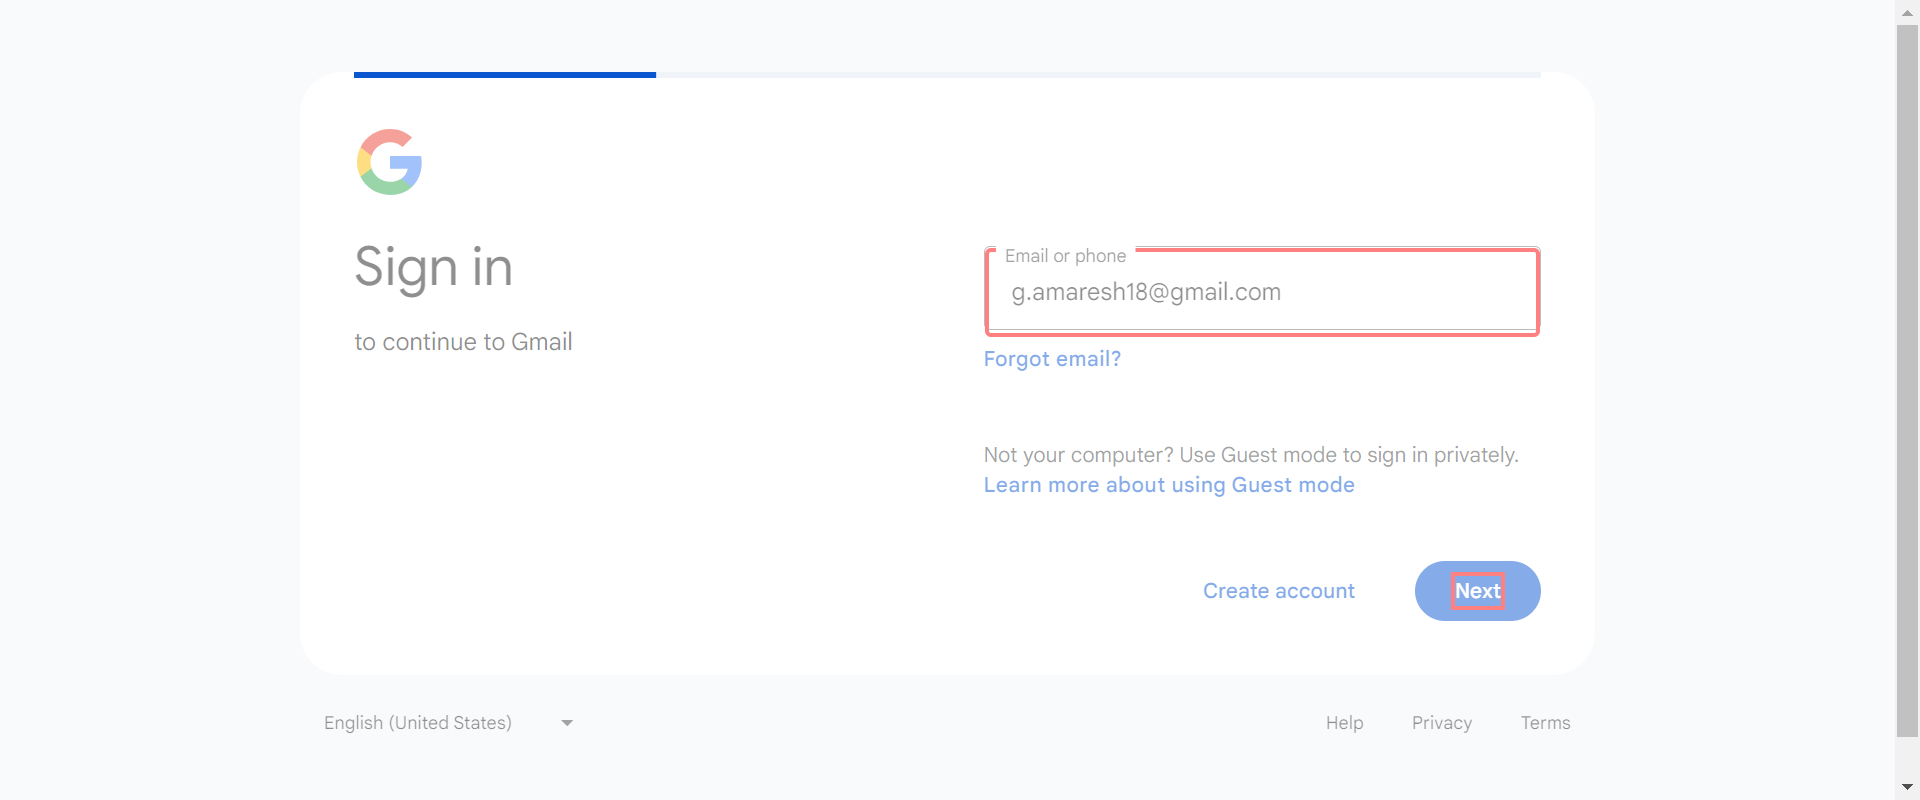 Sign in
to continue to Gmail
Email or phone
g.amaresh18@gmail.com
Forgot email?
Not your computer? Use Guest mode to sign in privately.
Learn more about using Guest mode
Create account
Next
English (United States)
Help
Privacy
Terms